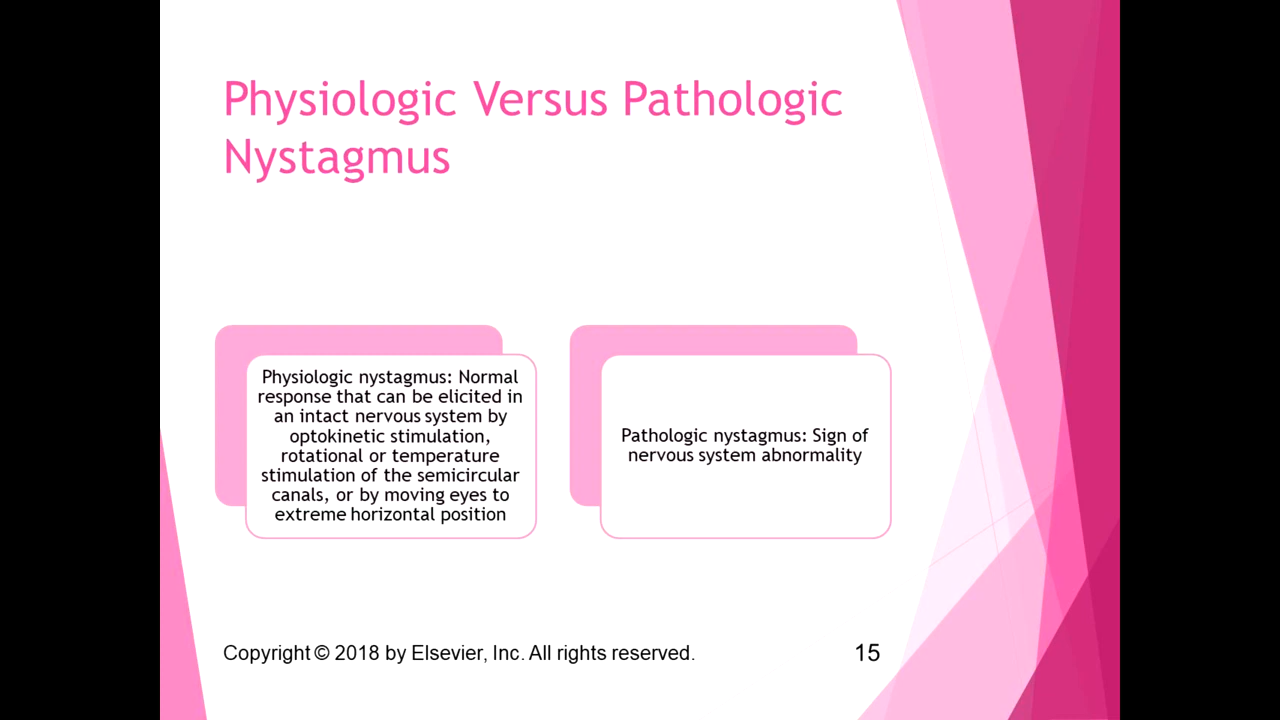 Physiologic Versus Pathologic
Nystagmus
Physiologic nystagmus: Normal
response that can be elicited in
an intact nervous system by
optokinetic stimulation,
rotational or temperature
stimulation of the semicircular
canals, or by moving eyes to
extreme horizontal position
Pathologic nystagmus: Sign of
nervous system abnormality
Copyright © 2018 by Elsevier, Inc. All rights reserved.
15